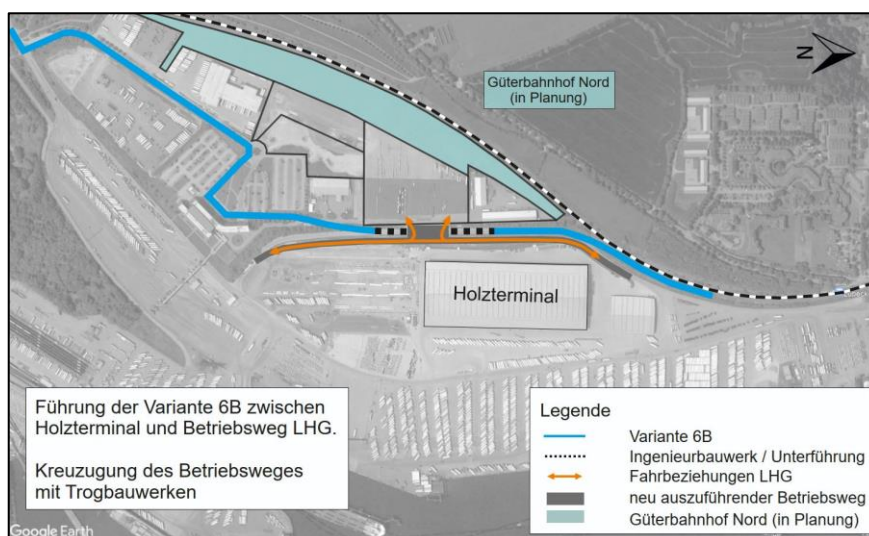 Güterbahnhof Nord
(in Planung)
N
Holzterminal
Führung der Variante 6B zwischen
Holzterminal und Betriebsweg LHG.
Kreuzugung des Betriebsweges
mit Trogbauwerken
Legende
Variante 6B
Ingenieurbauwerk / Unterführung
Fahrbeziehungen LHG
neu auszuführender Betriebsweg
Güterbahnhof Nord (in Planung)
Google Earth